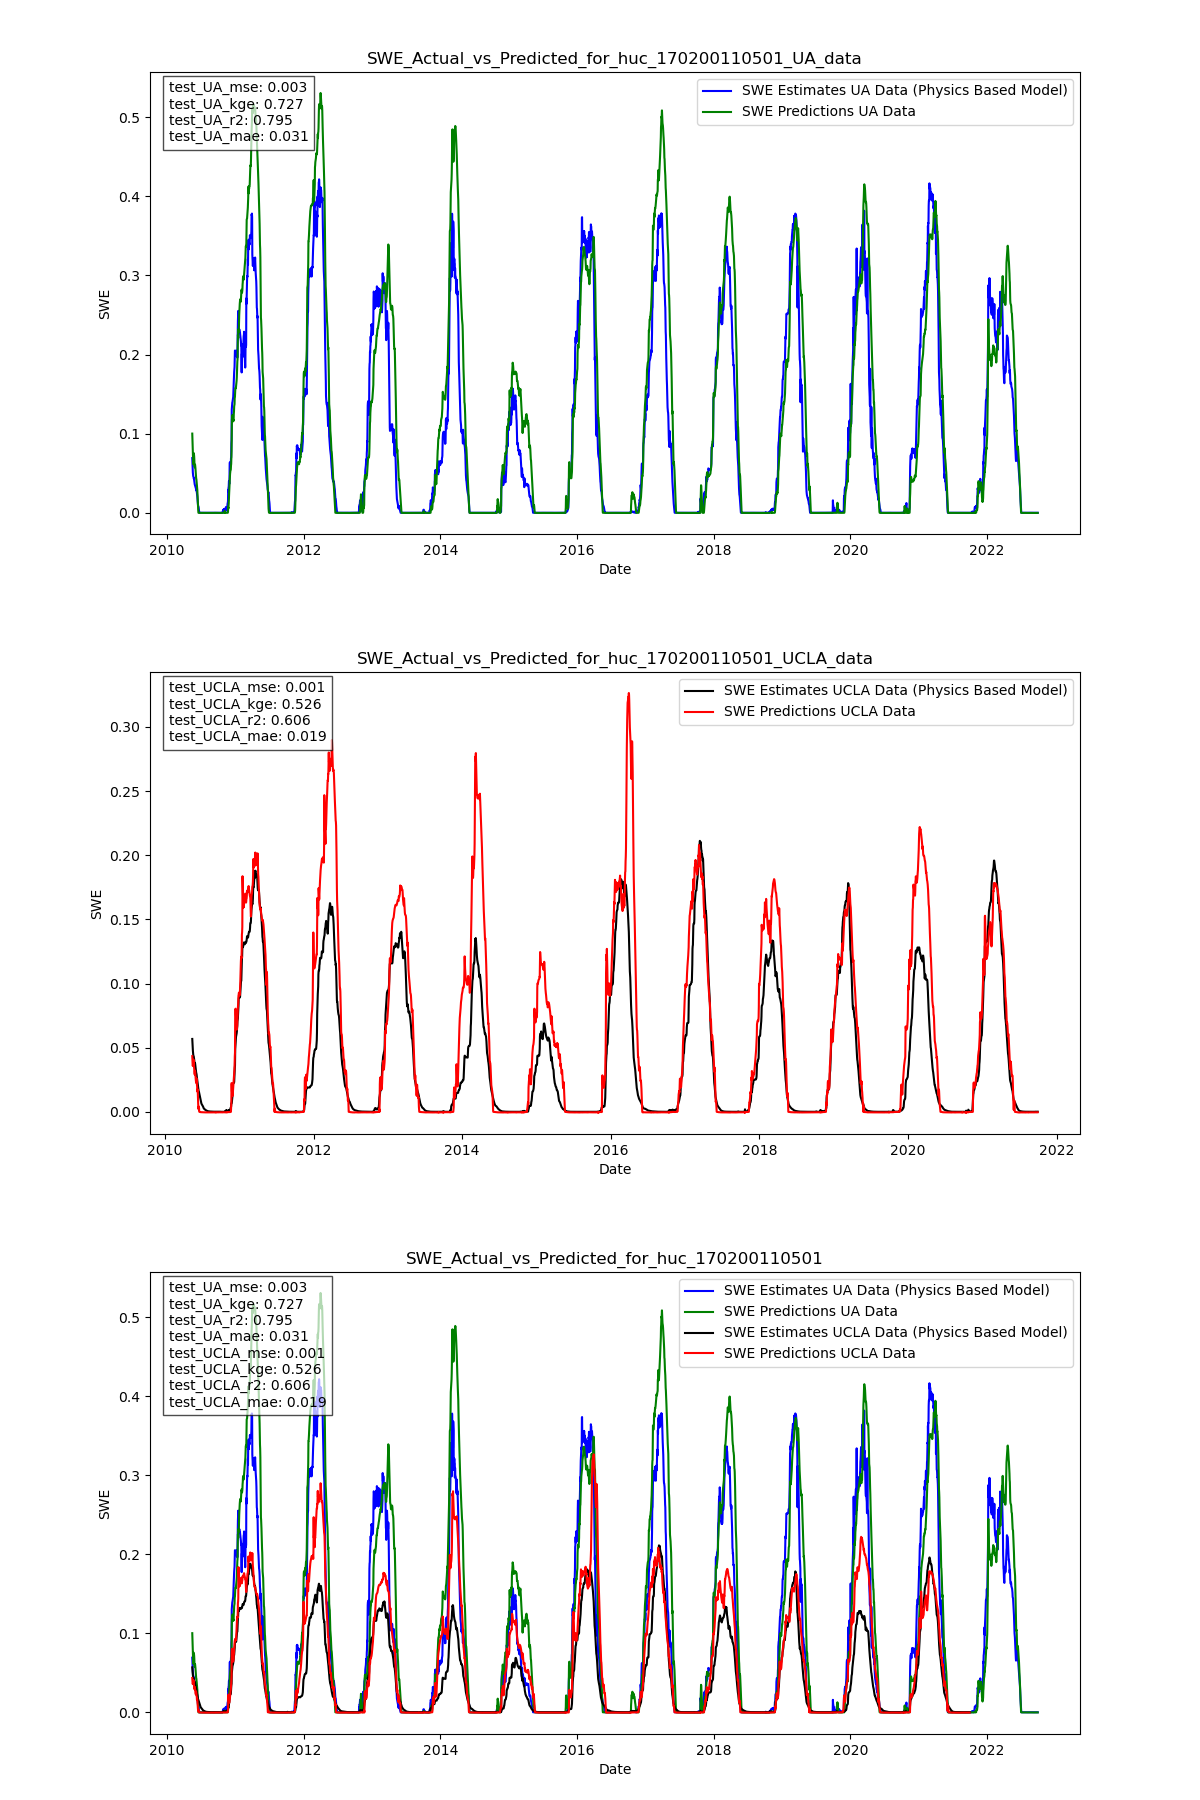 SWE_Actual_vs_Predicted_for_huc_170200110501_UA_data
test_UA_mse: 0.003
test_UA_kge: 0.727
test_UA_r2: 0.795
test_UA_mae: 0.031
SWE Estimates UA Data (Physics Based Model)
SWE Predictions UA Data
0.5
0.4
0.3
0.2
0.1
0.0
SWE
2010 2012 2014 2016 2018 2020 2022
Date
SWE_Actual_vs_Predicted_for_huc_170200110501_UCLA_data
test_UCLA_mse: 0.001
test_UCLA_kge: 0.526
test_UCLA_r2: 0.606
test_UCLA_mae: 0.019
SWE Estimates UCLA Data (Physics Based Model)
SWE Predictions UCLA Data
0.30
0.25
0.20
0.15
0.10
0.05
0.00
SWE
2010 2012 2014 2016 2018 2020 2022
Date
SWE_Actual_vs_Predicted_for_huc_170200110501
test_UA_mse: 0.003
test_UA_kge: 0.727
test_UA_r2: 0.795
test_UA_mae: 0.031
test_UCLA_mse: 0.001
test_UCLA_kge: 0.526
test_UCLA_r2: 0.606
test_UCLA_mae: 0.019
SWE Estimates UA Data (Physics Based Model)
SWE Predictions UA Data
SWE Estimates UCLA Data (Physics Based Model)
SWE Predictions UCLA Data
0.5
0.4
0.3
0.2
0.1
0.0
SWE
2010 2012 2014 2016 2018 2020 2022
Date